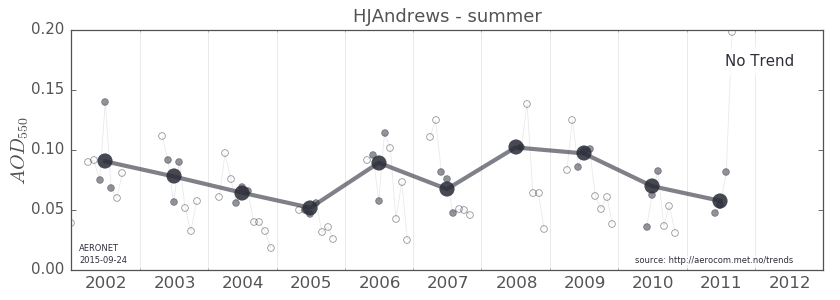 HJAndrews - summer
0.20
0.15
0.10
0.05
0.00
AOD550
No Trend
AERONET
2015-09-24
source: http://aerocom.met.no/trends
2002 2003 2004 2005 2006 2007 2008 2009 2010 2011 2012